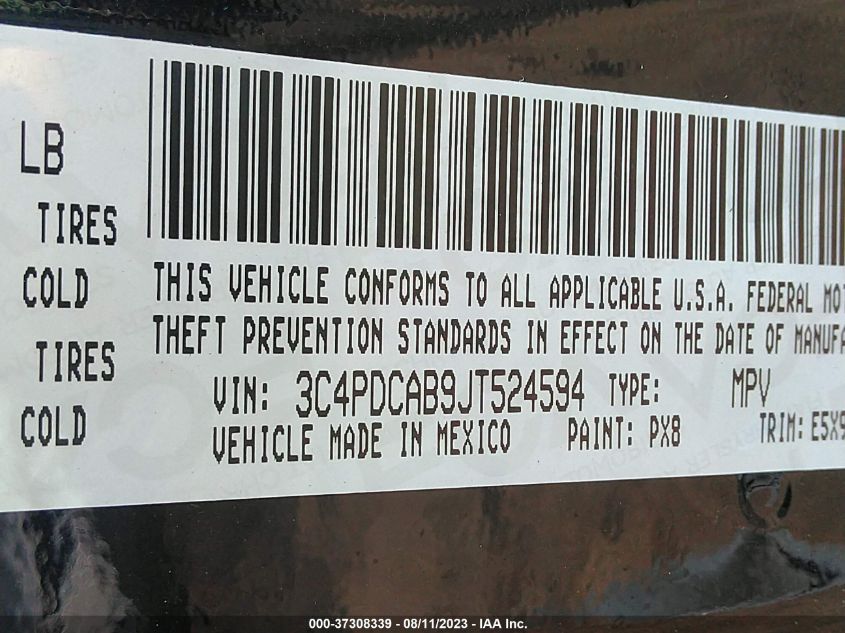 LB
TIRES
COLD
TIRES
COLD
THIS VEHICLE CONFORMS TO ALL APPLICABLE U.S.A. FEDERAL MOT
THEFT PREVENTION STANDARDS IN EFFECT ON THE DATE OF MANUFA
VIN: 3C4PDCAB9JT524594 TYPE: MPV
VEHICLE MADE IN MEXICO PAINT: PX8 TRIM: E5X9
000-37308339 - 08/11/2023 - IAA Inc.